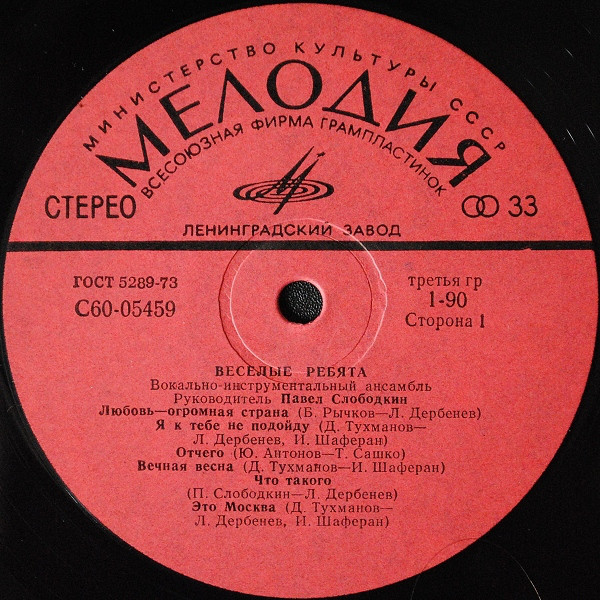 МИНИСТЕРСТВО КУЛЬТУРЫ СССР
МЕЛОДИЯ
ВСЕСОЮЗНАЯ ФИРМА ГРАМПЛАСТИНОК
СТЕРЕО
33
ЛЕНИНГРАДСКИЙ ЗАВОД
ГОСТ 5289-73
С60-05459
третья гр
1-90
Сторона 1
ВЕСЕЛЫЕ РЕБЯТА
Вокально-инструментальный ансамбль
Руководитель Павел Слободкин
Любовь—огромная страна (Б. Рычков—Л. Дербенев)
Я к тебе не подойду (Д. Тухманов—
Л. Дербенев, И. Шаферан)
Отчего (Ю. Антонов—Т. Сашко)
Вечная весна (Д. Тухманов—И. Шаферан)
Что такого
(П. Слободкин—Л. Дербенев)
Это Москва (Д. Тухманов—
Л. Дербенев, И. Шаферан)